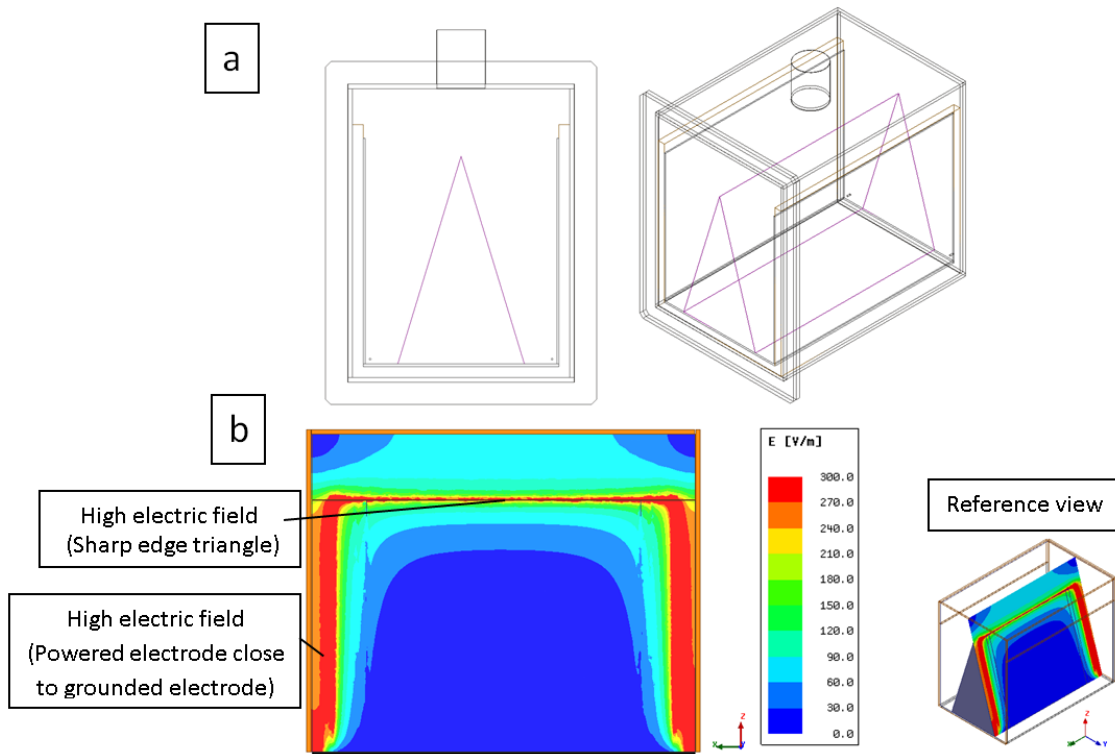 a
b
High electric field
(Sharp edge triangle)
High electric field
(Powered electrode close
to grounded electrode)
E [V/m]
300.0
270.0
240.0
210.0
180.0
150.0
120.0
90.0
60.0
30.0
0.0
Reference view
Z
X
Y
Z
X
Y